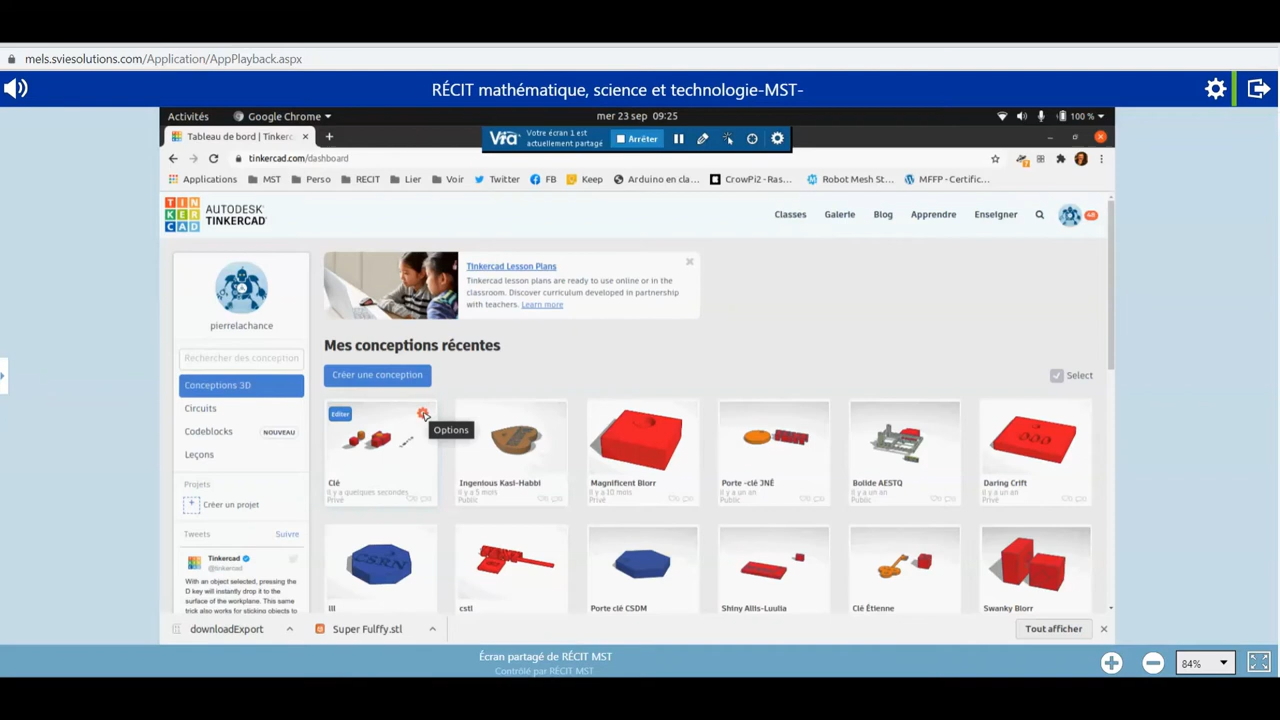 mels.sviesolutions.com/Application/AppPlayback.aspx
RÉCIT mathématique, science et technologie-MST-
Activités
Google Chrome
mer 23 sep 09:25
100 %
Tableau de bord | Tinkerc
Vià
Votre écran 1 est
actuellement partagé
Arrêter
tinkercad.com/dashboard
Applications
MST
Perso
RECIT
Lier
Voir
Twitter
FB
Keep
Arduino en cla...
CrowPi2 - Ras...
Robot Mesh St...
MFFP - Certific...
TIN
KER
CAD
AUTODESK
TINKERCAD
Classes
Galerie
Blog
Apprendre
Enseigner
pierrelachance
Rechercher des conception
Conceptions 3D
Circuits
Codeblocks
NOUVEAU
Leçons
Projets
Créer un projet
Tweets
Suivre
Tinkercad
@tinkercad
With an object selected, pressing the
D key will instantly drop it to the
surface of the workplane. This same
trick also works for sticking objects to
Tinkercad Lesson Plans
Tinkercad lesson plans are ready to use online or in the
classroom. Discover curriculum developed in partnership
with teachers. Learn more
Mes conceptions récentes
Créer une conception
Select
Editer
Options
Clé
Il y a quelques secondes
Privé
Ingenious Kasi-Habbi
Il y a 5 mois
Public
Magnificent Blorr
Il y a 10 mois
Privé
Porte -clé JNÉ
Il y a un an
Public
Bolide AESTQ
Il y a un an
Public
Daring Crift
Il y a un an
Privé
lll
cstl
Porte clé CSDM
Shiny Allis-Luulia
Clé Étienne
Swanky Blorr
downloadExport
Super Fulffy.stl
Tout afficher
Écran partagé de RÉCIT MST
Contrôlé par RÉCIT MST
84%